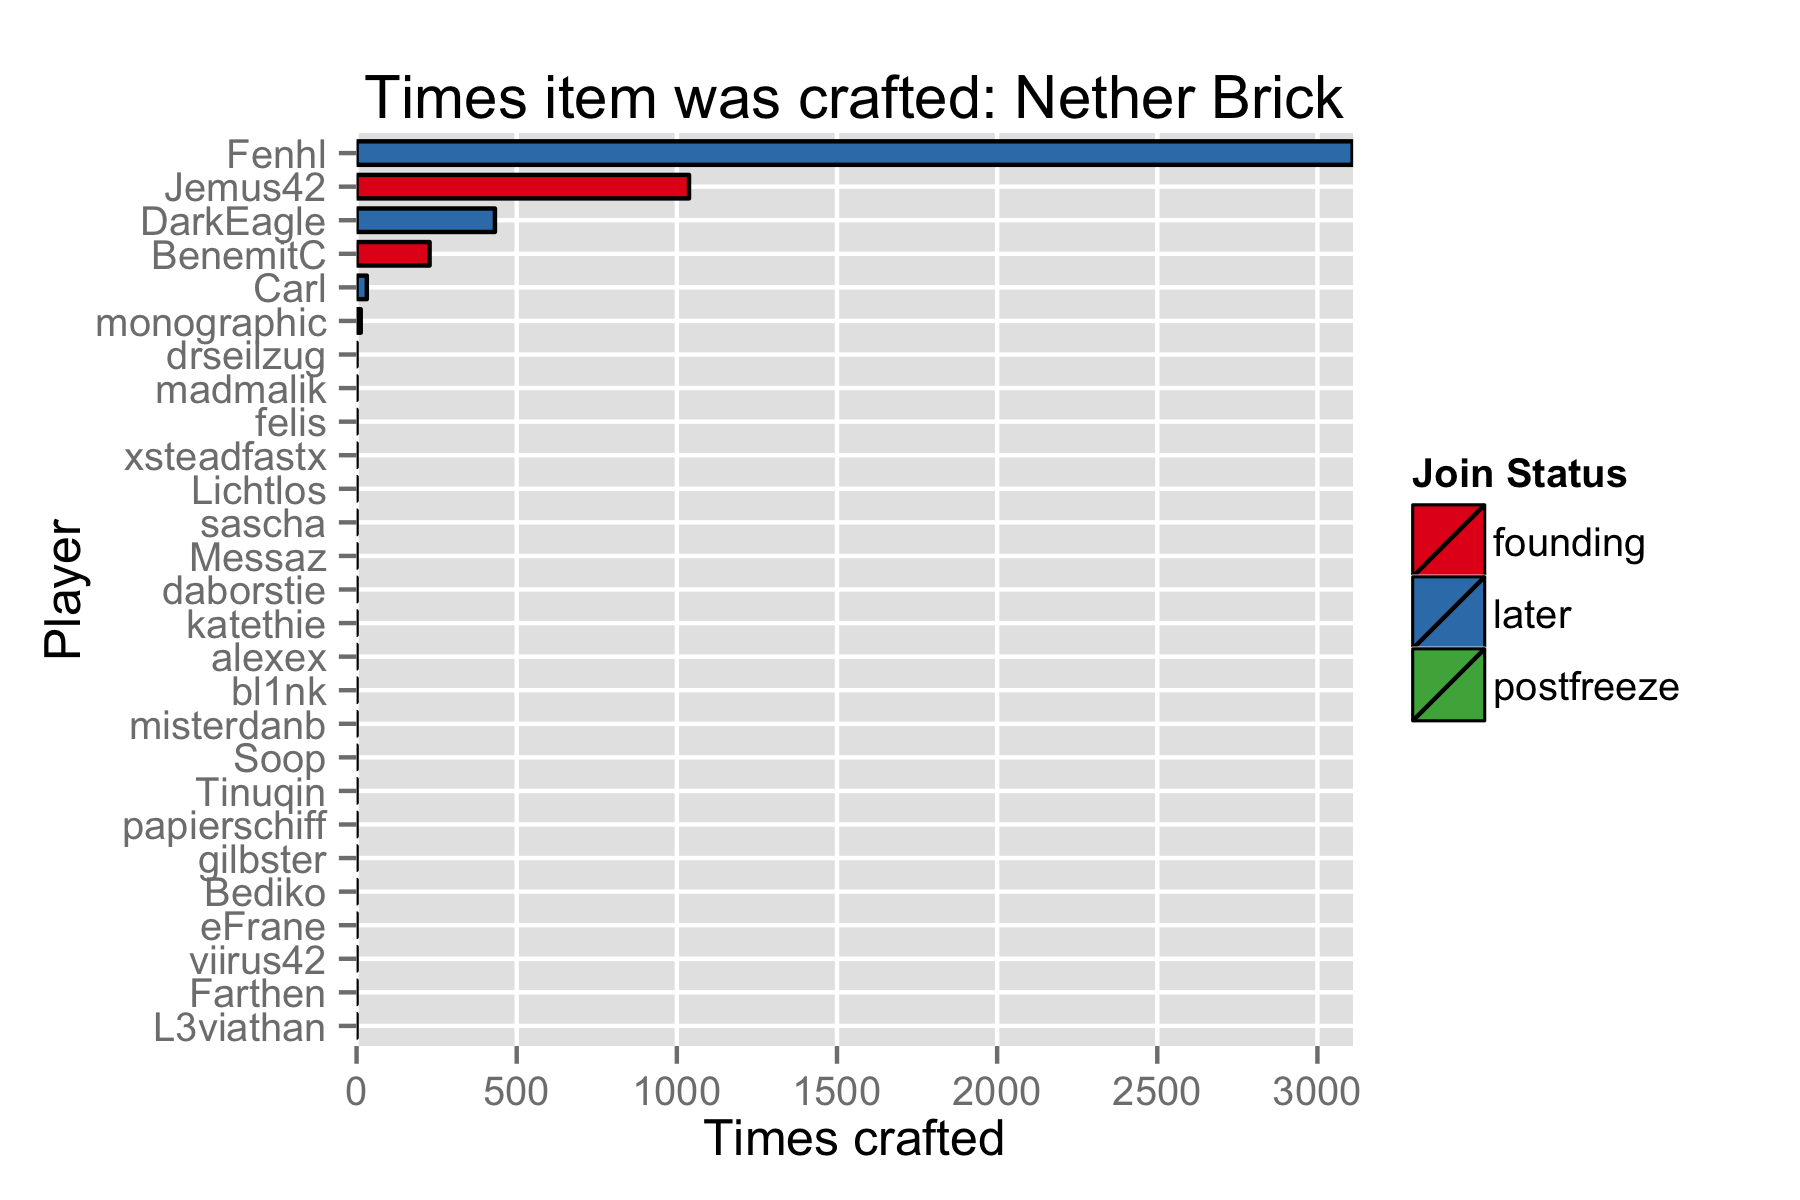 Times item was crafted: Nether Brick
Fenhl
Jemus42
DarkEagle
BenemitC
Carl
monographic
drseilzug
madmalik
felis
xsteadfastx
Lichtlos
sascha
Messaz
daborstie
katethie
alexex
bl1nk
misterdanb
Soop
Tinuqin
papierschiff
gilbster
Bediko
eFrane
viirus42
Farthen
L3viathan
Player
0 500 1000 1500 2000 2500 3000
Times crafted
Join Status
founding
later
postfreeze